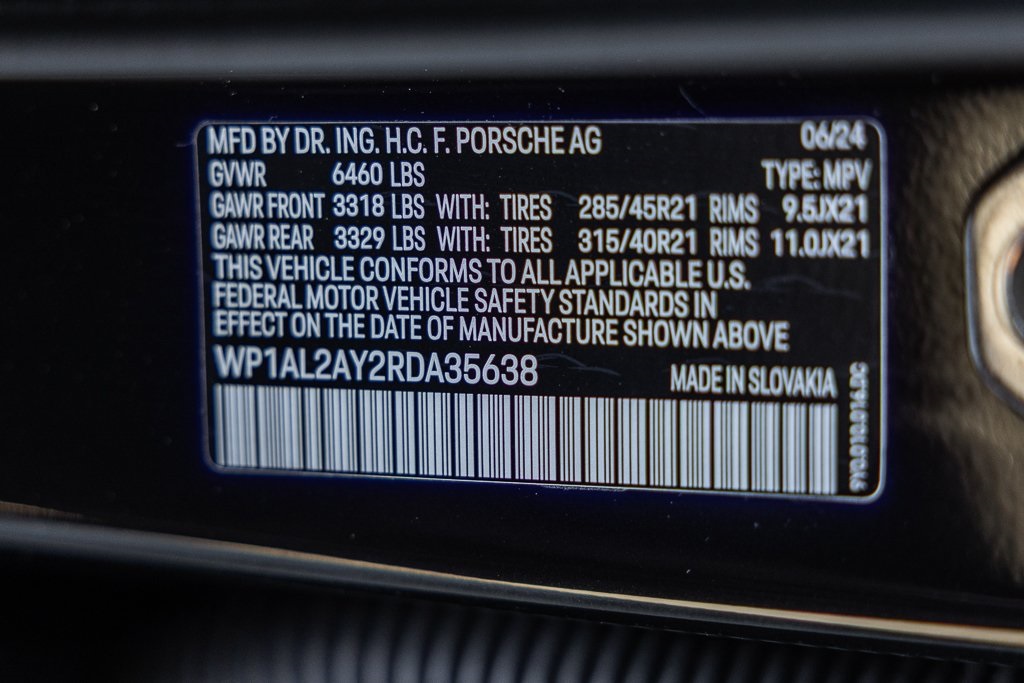 MFD BY DR. ING. H.C. F. PORSCHE AG 06/24
GVWR 6460 LBS TYPE: MPV
GAWR FRONT 3318 LBS WITH: TIRES 285/45R21 RIMS 9.5JX21
GAWR REAR 3329 LBS WITH: TIRES 315/40R21 RIMS 11.0JX21
THIS VEHICLE CONFORMS TO ALL APPLICABLE U.S.
FEDERAL MOTOR VEHICLE SAFETY STANDARDS IN
EFFECT ON THE DATE OF MANUFACTURE SHOWN ABOVE
WP1AL2AY2RDA35638
MADE IN SLOVAKIA